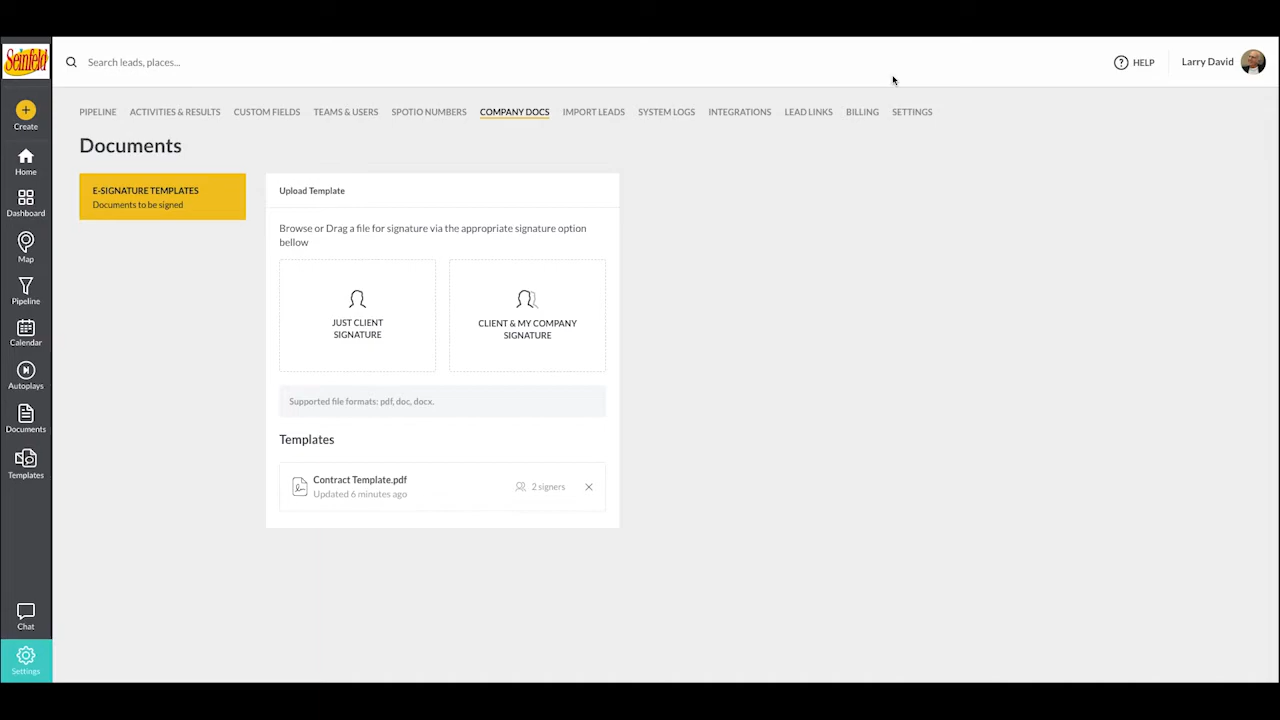 Seinfeld
Search leads, places...
HELP
Larry David
Create
Home
Dashboard
Map
Pipeline
Calendar
Autoplays
Documents
Templates
Chat
Settings
PIPELINE ACTIVITIES & RESULTS CUSTOM FIELDS TEAMS & USERS SPOTIO NUMBERS COMPANY DOCS IMPORT LEADS SYSTEM LOGS INTEGRATIONS LEAD LINKS BILLING SETTINGS
Documents
E-SIGNATURE TEMPLATES
Documents to be signed
Upload Template
Browse or Drag a file for signature via the appropriate signature option
bellow
JUST CLIENT
SIGNATURE
CLIENT & MY COMPANY
SIGNATURE
Supported file formats: pdf, doc, docx.
Templates
Contract Template.pdf
Updated 6 minutes ago
2 signers